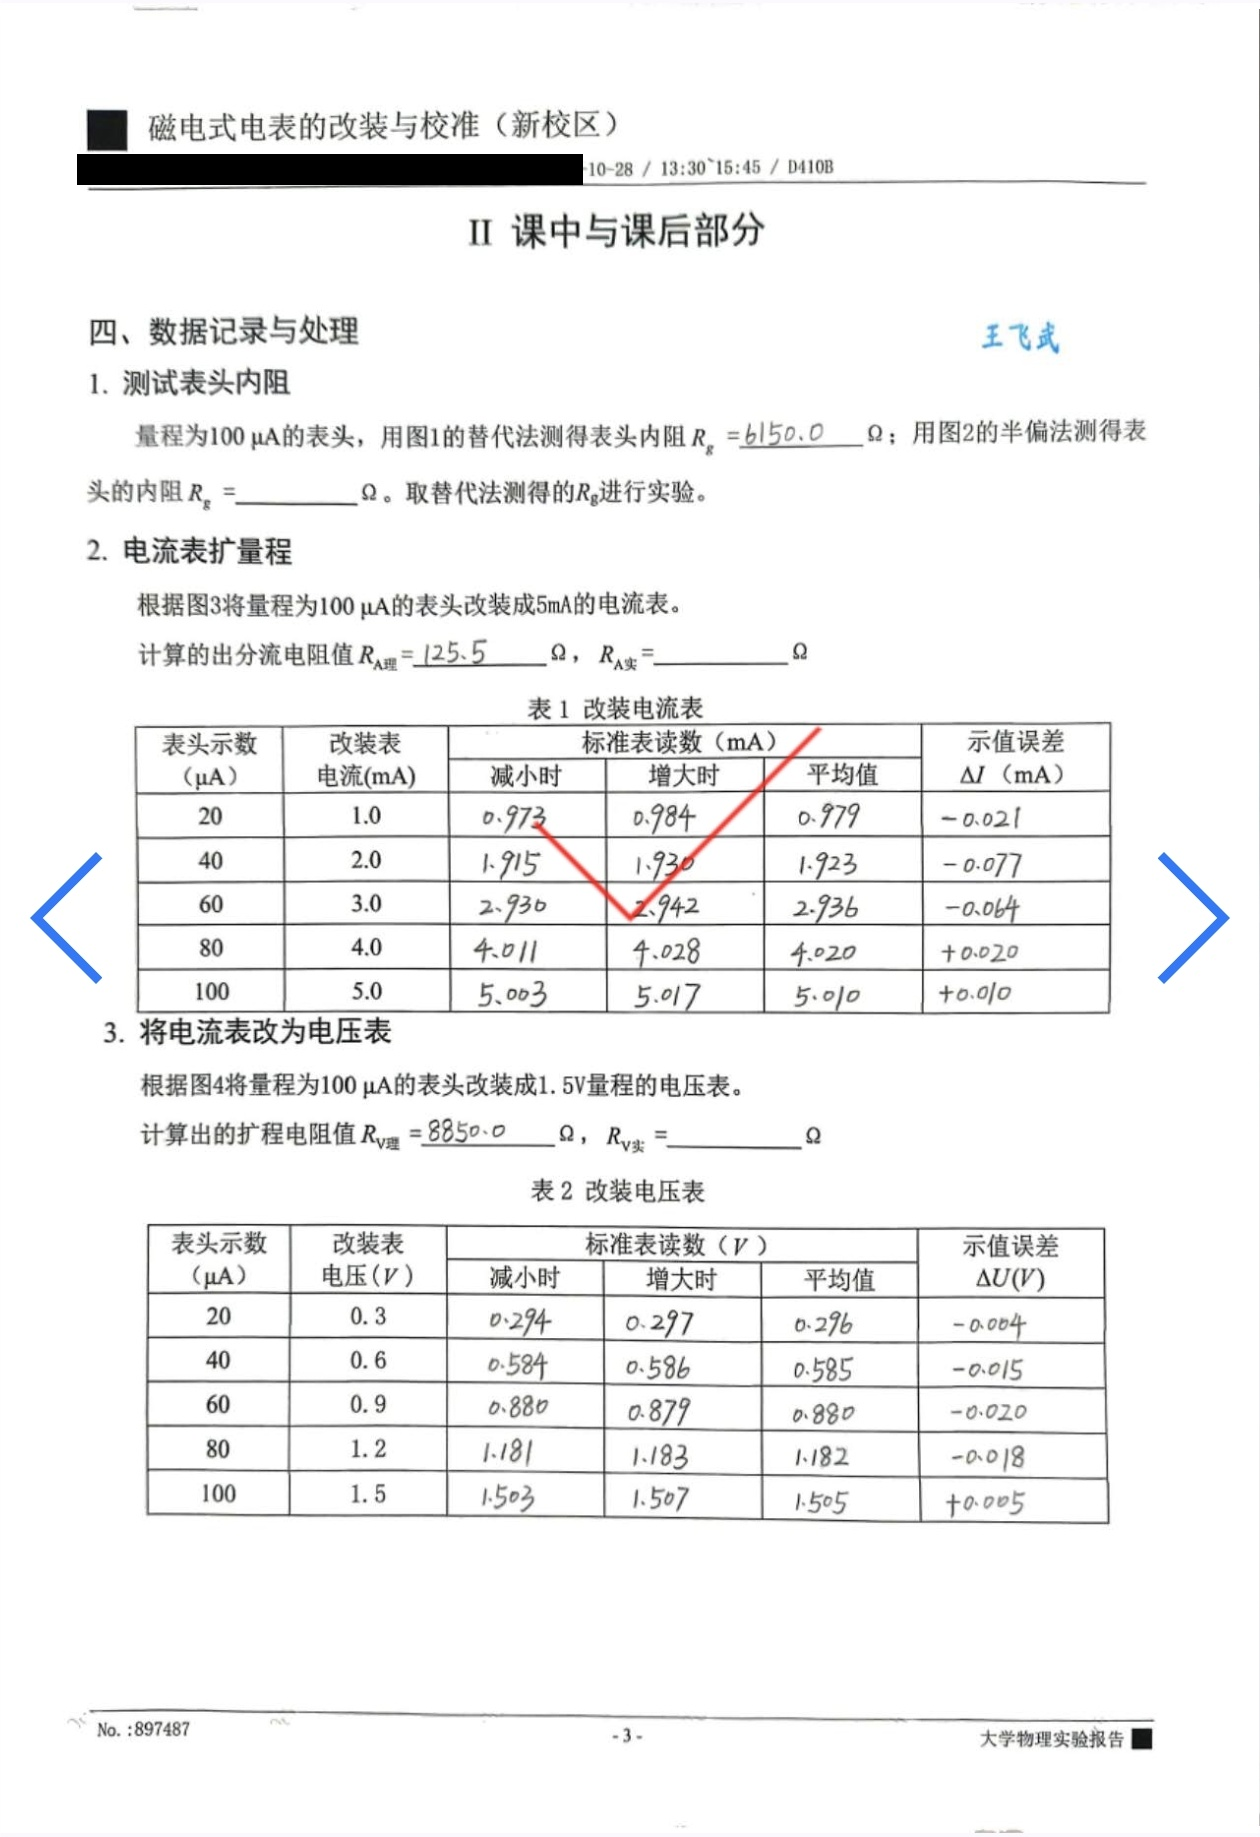 磁电式电表的改装与校准（新校区）
-10-28 / 13:30~15:45 / D410B
II 课中与课后部分
四、数据记录与处理
王飞武
1. 测试表头内阻
量程为100 μA的表头，用图1的替代法测得表头内阻 Rg =6150.0 Ω；用图2的半偏法测得表
头的内阻 Rg =________Ω。取替代法测得的Rg进行实验。
2. 电流表扩量程
根据图3将量程为100 μA的表头改装成5mA的电流表。
计算的出分流电阻值 RA理= 125.5 Ω，RA实=________Ω
表 1 改装电流表
表头示数（μA） 改装表电流(mA) 标准表读数（mA） 示值误差 ΔI（mA）
减小时 增大时 平均值
20 1.0 0.973 0.984 0.979 -0.021
40 2.0 1.915 1.930 1.923 -0.077
60 3.0 2.930 2.942 2.936 -0.064
80 4.0 4.011 4.028 4.020 +0.020
100 5.0 5.003 5.017 5.010 +0.010
3. 将电流表改为电压表
根据图4将量程为100 μA的表头改装成1.5V量程的电压表。
计算出的扩程电阻值 RV理 =8850.0 Ω，RV实 =________Ω
表 2 改装电压表
表头示数（μA） 改装表电压(V) 标准表读数（V） 示值误差 ΔU(V)
减小时 增大时 平均值
20 0.3 0.294 0.297 0.296 -0.004
40 0.6 0.584 0.586 0.585 -0.015
60 0.9 0.880 0.879 0.880 -0.020
80 1.2 1.181 1.183 1.182 -0.018
100 1.5 1.503 1.507 1.505 +0.005
No.:897487
- 3 -
大学物理实验报告